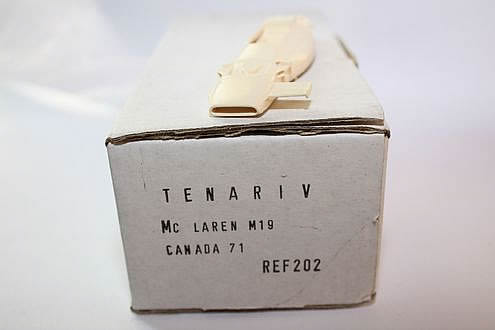 TENARIV
Mc LAREN M19
CANADA 71
REF202